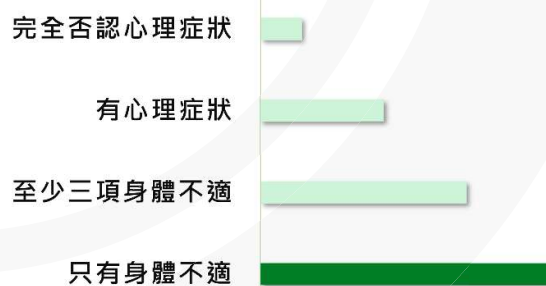 完全否認心理症狀
有心理症狀
至少三項身體不適
只有身體不適